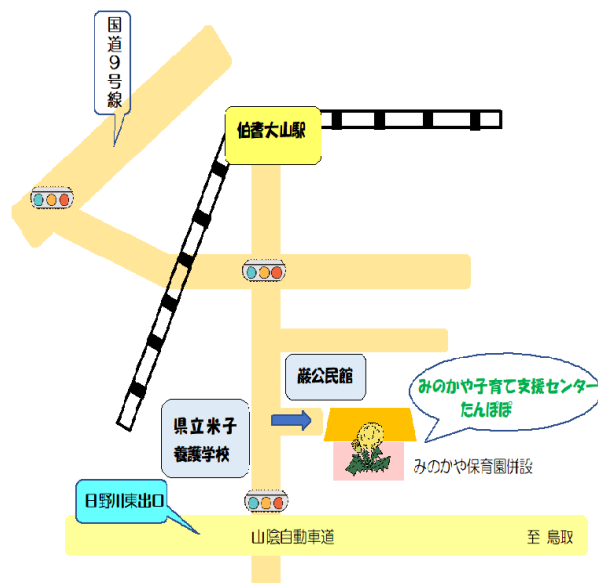 国道9号線
伯耆大山駅
巌公民館
みのかや子育て支援センター
たんぽぽ
県立米子
養護学校
みのかや保育園併設
日野川東出口
山陰自動車道
至 鳥取